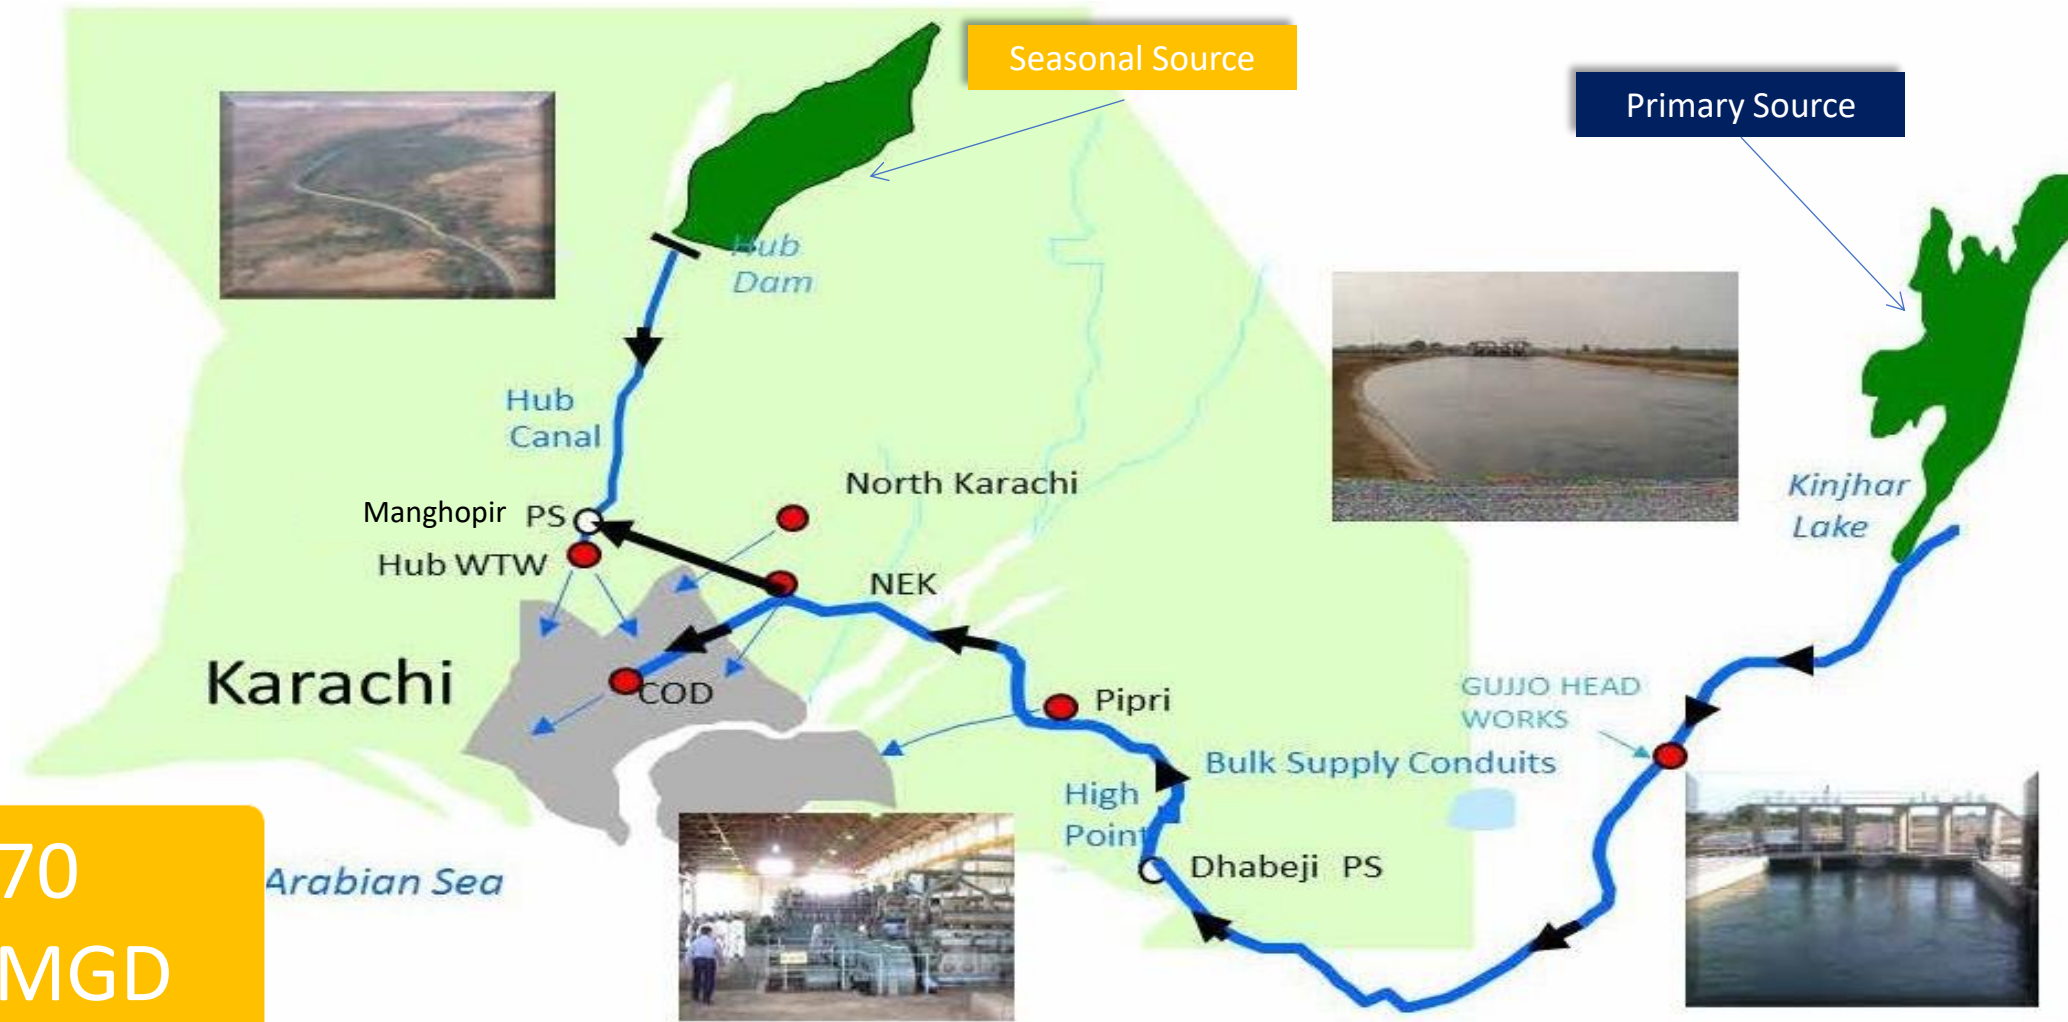 Seasonal Source
Primary Source
Hub
Dam
Hub
Canal
North Karachi
Manghopir PS
Hub WTW
NEK
Kinjhar
Lake
Karachi
COD
Pipri
GUJJO HEAD
WORKS
Bulk Supply Conduits
High
Point
Dhabeji PS
Arabian Sea
70
MGD